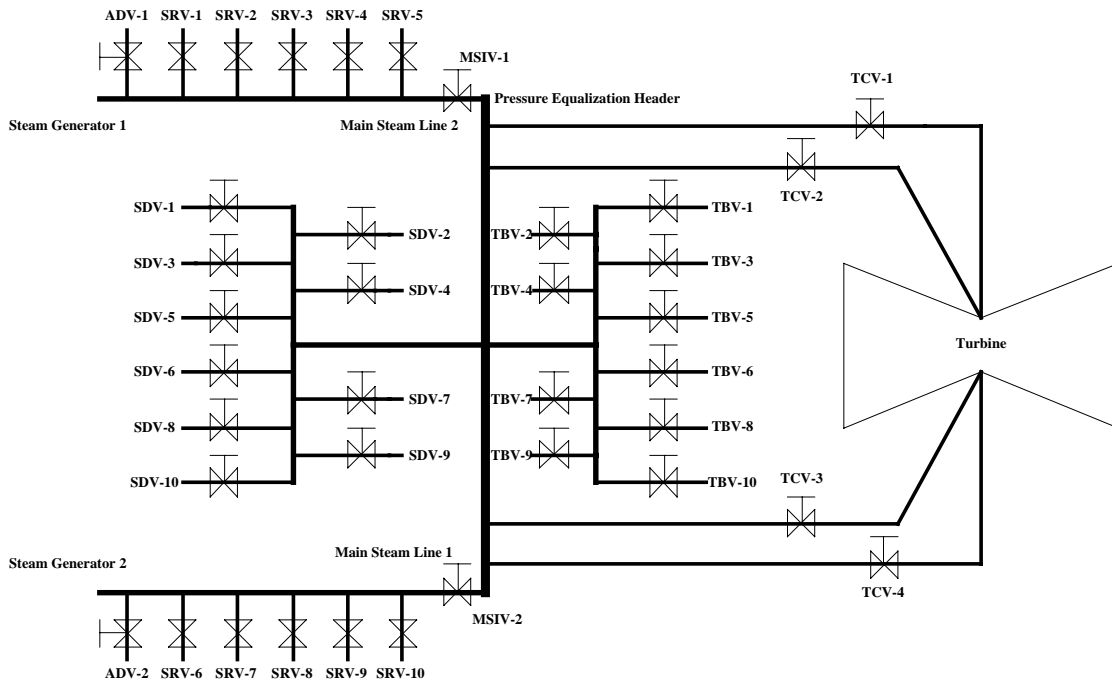 ADV-1 SRV-1 SRV-2 SRV-3 SRV-4 SRV-5
MSIV-1
TCV-1
Pressure Equalization Header
Steam Generator 1 Main Steam Line 2
TCV-2
SDV-1 TBV-1
SDV-2 TBV-2
SDV-3 TBV-3
SDV-4 TBV-4
SDV-5 TBV-5
Turbine
SDV-6 TBV-6
SDV-7 TBV-7
SDV-8 TBV-8
SDV-9 TBV-9
SDV-10 TBV-10
TCV-3
Main Steam Line 1
Steam Generator 2
TCV-4
MSIV-2
ADV-2 SRV-6 SRV-7 SRV-8 SRV-9 SRV-10